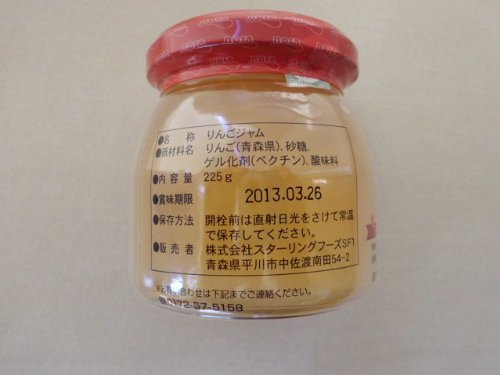 nora nora nora nora
●名 称 りんごジャム
●原材料名 りんご(青森県)、砂糖、
ゲル化剤(ペクチン)、酸味料
●内 容 量 225g
●賞味期限 2013.03.26
●保存方法 開栓前は直射日光をさけて常温
で保存してください。
●販 売 者 株式会社スターリングフーズSF1
青森県平川市中佐渡南田54-2
※お問い合わせは下記までご連絡ください。
☎0172-57-5158